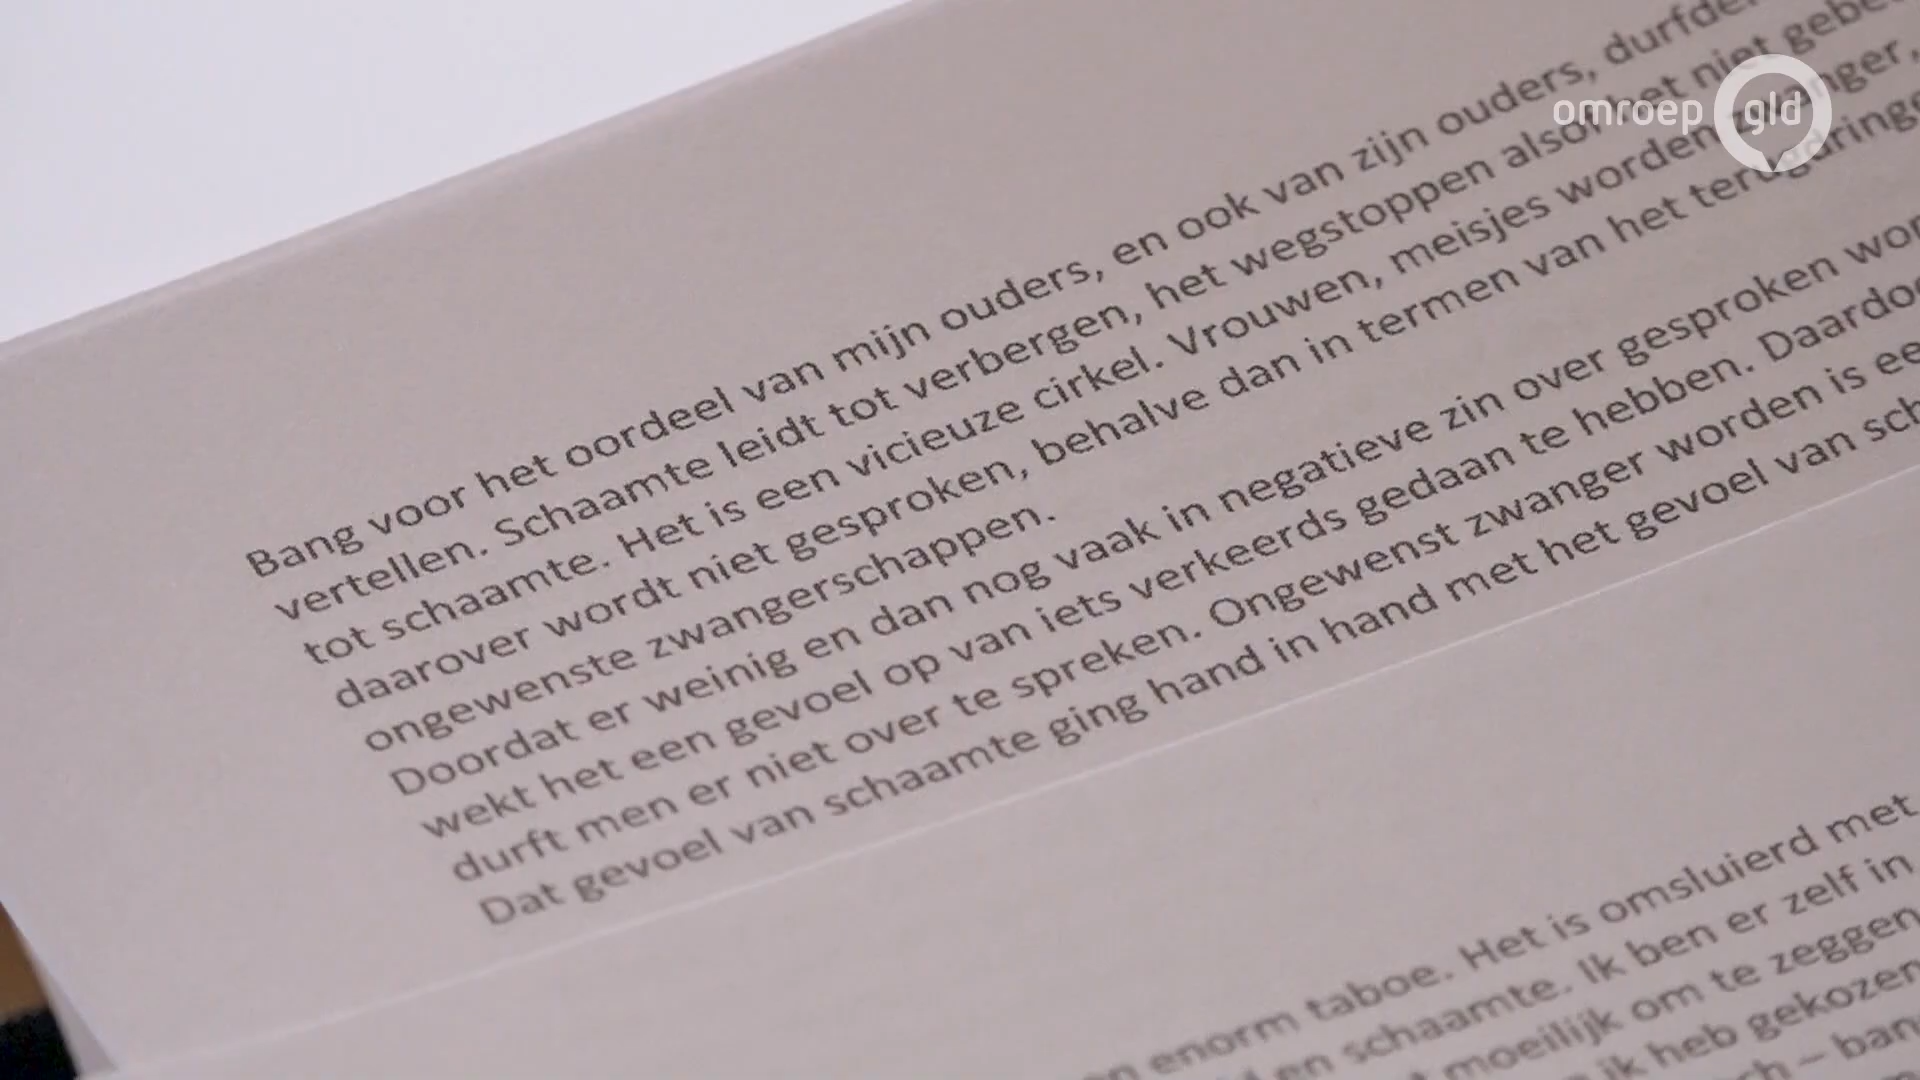 Bang voor het oordeel van mijn ouders, en ook van zijn ouders,
vertellen. Schaamte leidt tot verbergen, het wegstoppen alsof het niet
tot schaamte. Het is een vicieuze cirkel. Vrouwen, meisjes worden zwanger,
daarover wordt niet gesproken, behalve dan in termen van het
ongewenste zwangerschappen.
Doordat er weinig en dan nog vaak in negatieve zin over gesproken
wekt het een gevoel op van iets verkeerds gedaan te hebben.
durft men er niet over te spreken. Ongewenst zwanger worden is
Dat gevoel van schaamte ging hand in hand met het gevoel van
enorm taboe. Het is omsluierd met
en schaamte. Ik ben er zelf in
moeilijk om te zeggen
ik heb gekozen
omroep gld